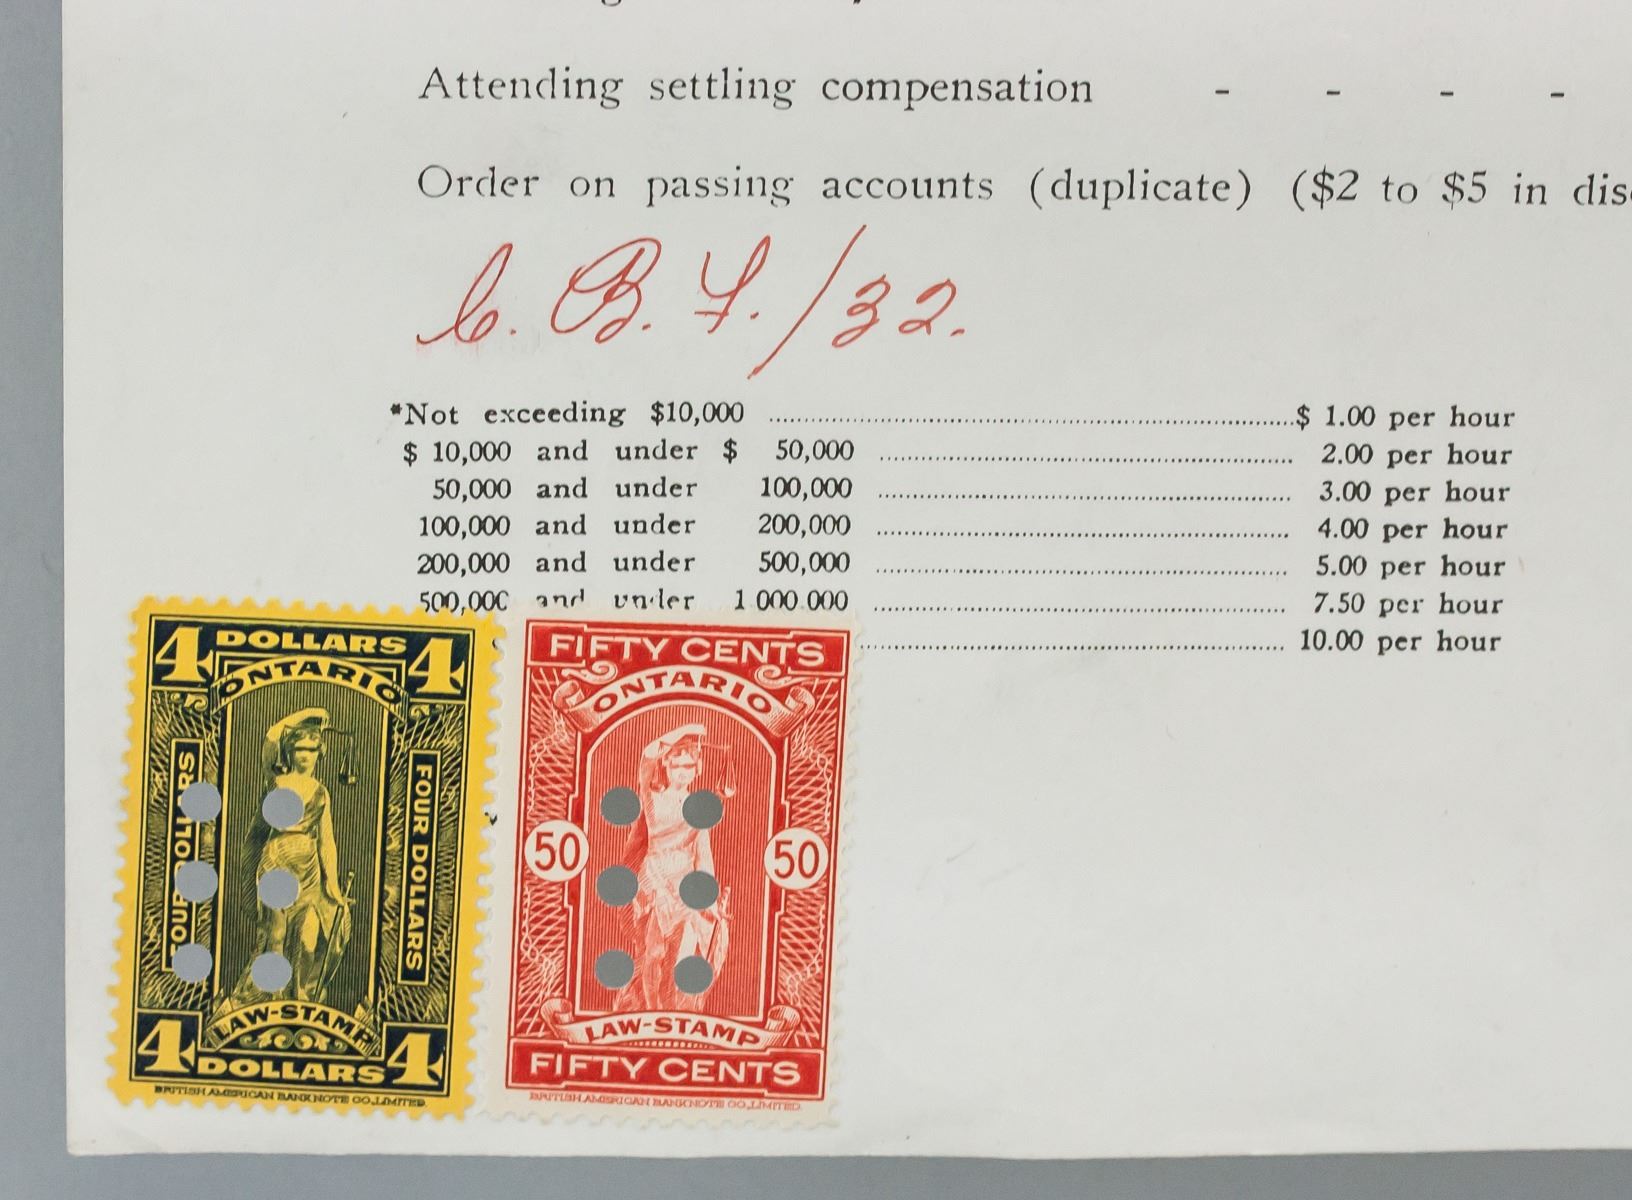 Attending settling compensation - - - -
Order on passing accounts (duplicate) ($2 to $5 in dis
C. B. F./32.
*Not exceeding $10,000 ........ $ 1.00 per hour
$ 10,000 and under $ 50,000 ........ 2.00 per hour
50,000 and under 100,000 ........ 3.00 per hour
100,000 and under 200,000 ........ 4.00 per hour
200,000 and under 500,000 ........ 5.00 per hour
500,000 and under 1 000.000 ........ 7.50 per hour
........ 10.00 per hour
4 DOLLARS 4
ONTARIO
FOUR DOLLARS
FOUR DOLLARS
LAW-STAMP
4 DOLLARS 4
BRITISH AMERICAN BANK NOTE CO., LIMITED.
FIFTY CENTS
ONTARIO
50 50
LAW-STAMP
FIFTY CENTS
BRITISH AMERICAN BANK NOTE CO., LIMITED.